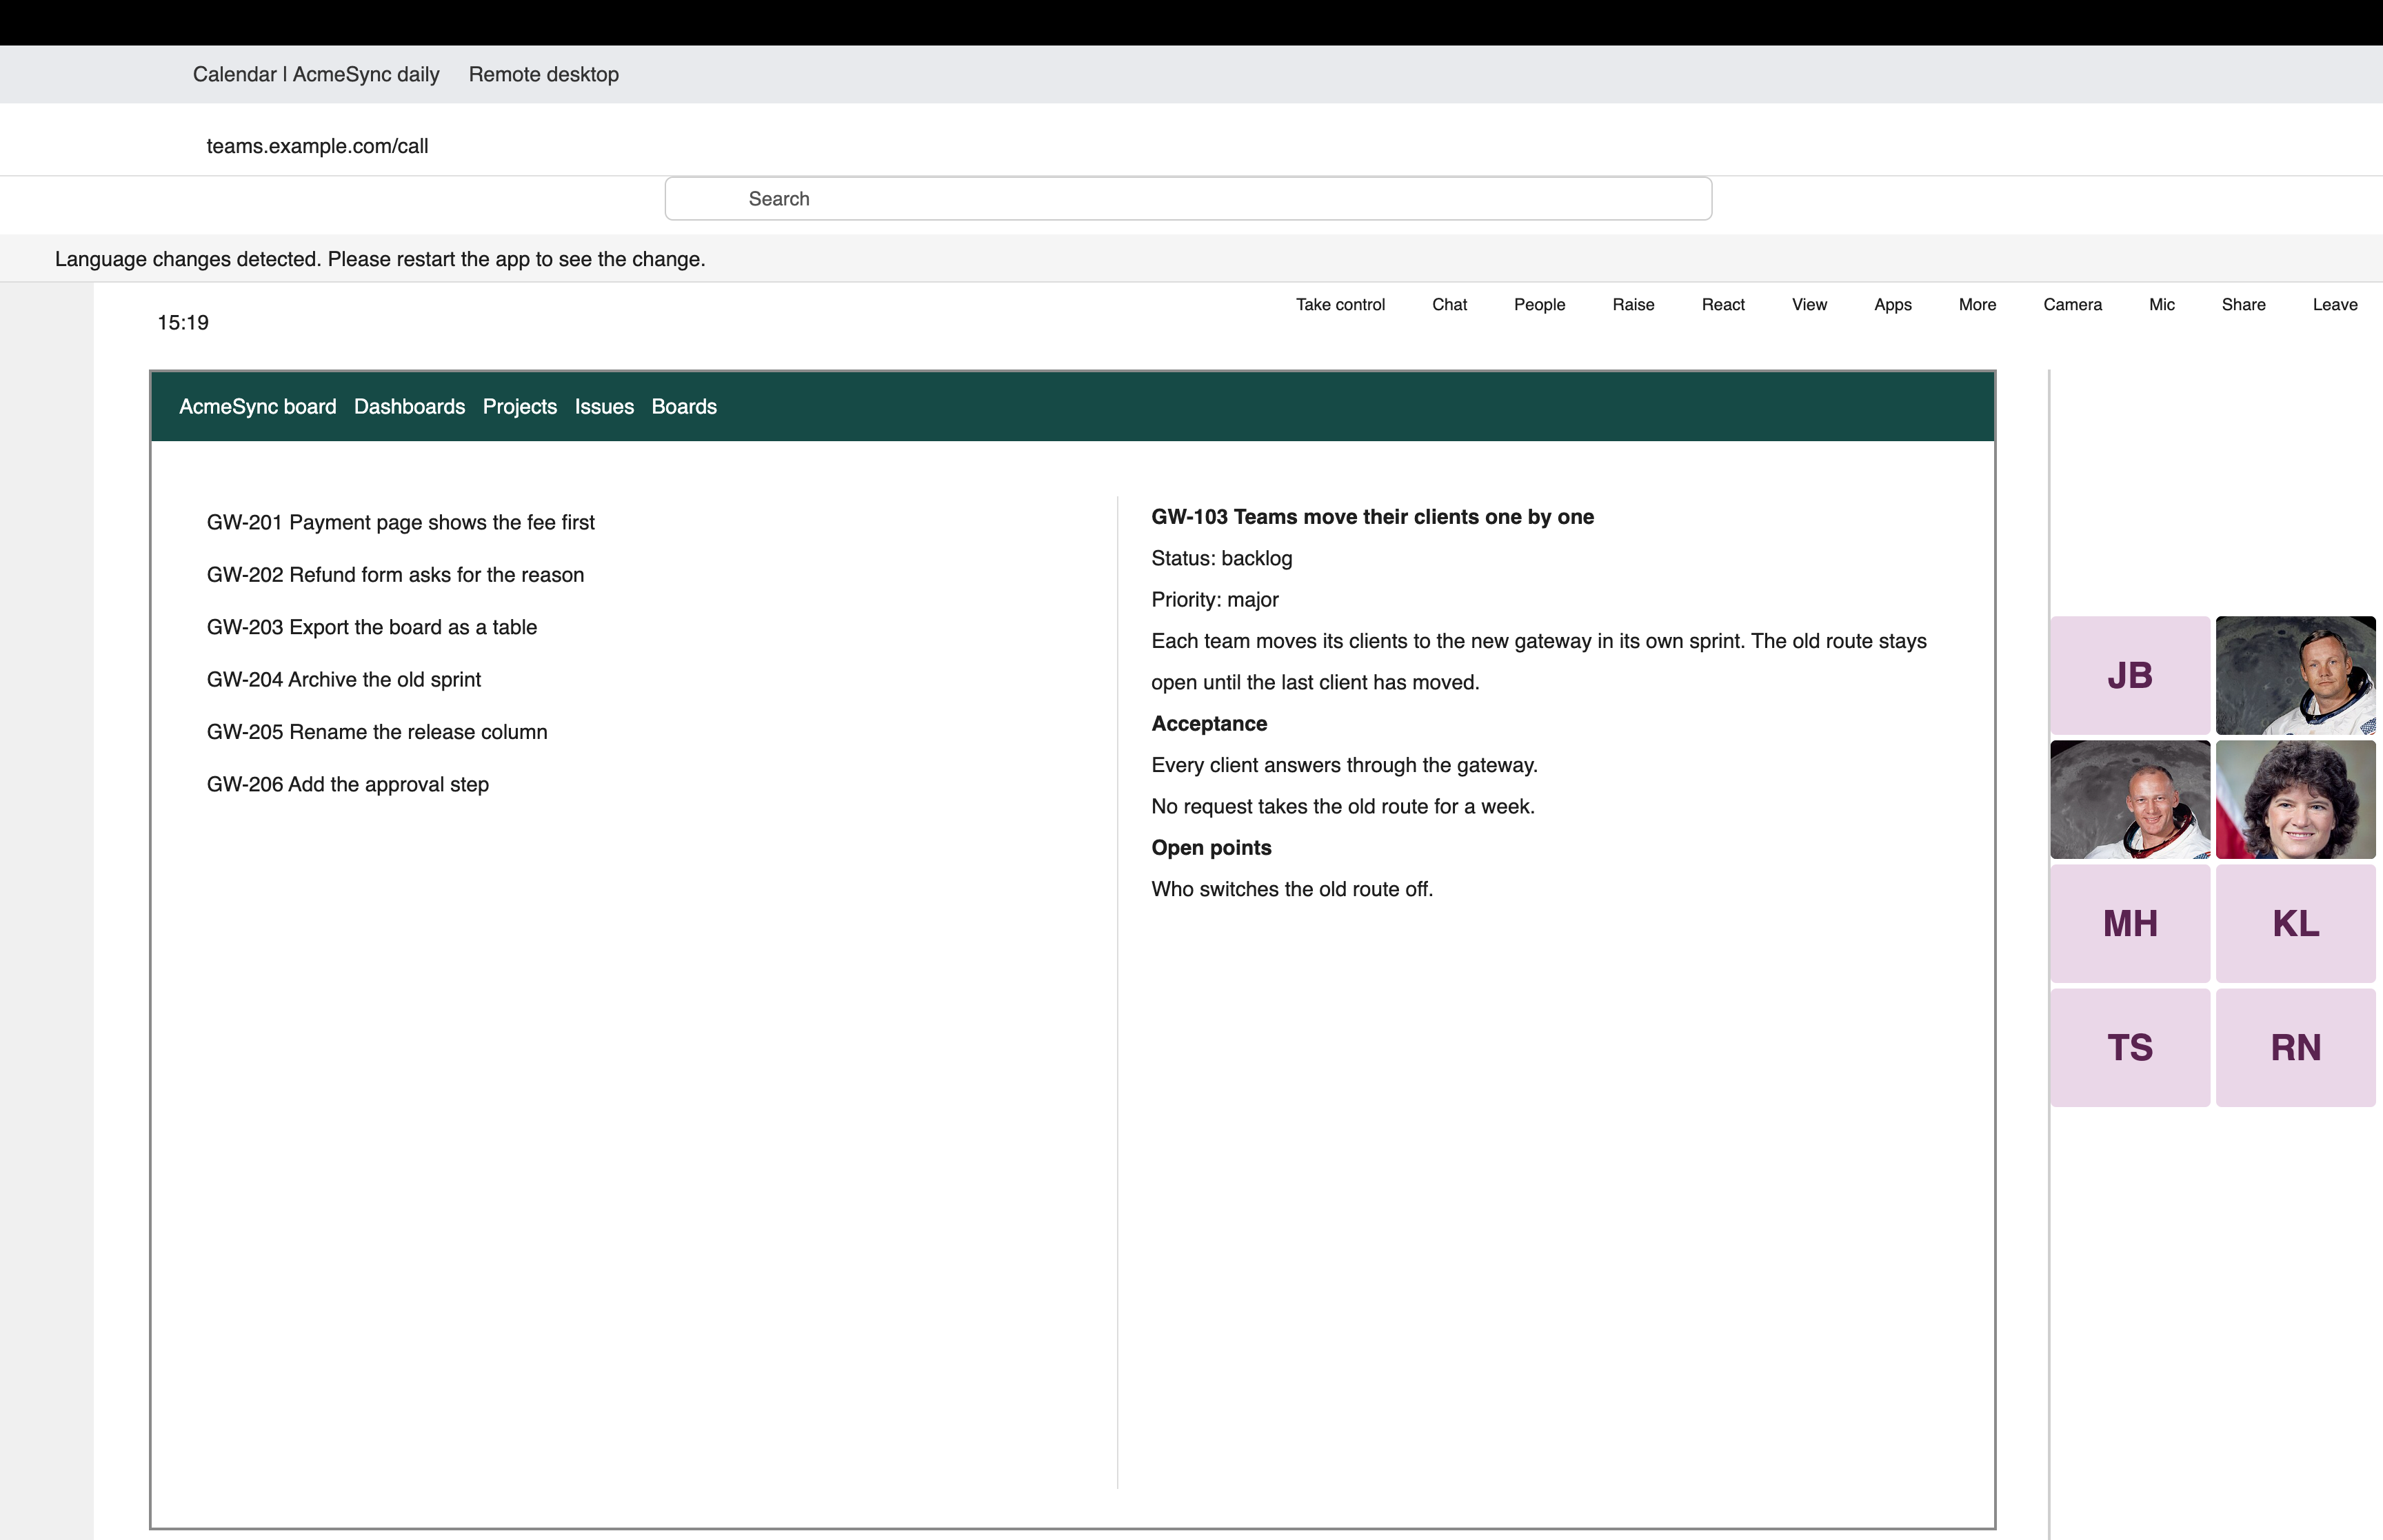 Calendar | AcmeSync daily
Remote desktop
teams.example.com/call
Search
Language changes detected. Please restart the app to see the change.
15:19
Take control
Chat
People
Raise
React
View
Apps
More
Camera
Mic
Share
Leave
AcmeSync board Dashboards Projects Issues Boards
GW-201 Payment page shows the fee first
GW-202 Refund form asks for the reason
GW-203 Export the board as a table
GW-204 Archive the old sprint
GW-205 Rename the release column
GW-206 Add the approval step
GW-103 Teams move their clients one by one
Status: backlog
Priority: major
Each team moves its clients to the new gateway in its own sprint. The old route stays
open until the last client has moved.
Acceptance
Every client answers through the gateway.
No request takes the old route for a week.
Open points
Who switches the old route off.
JB
MH
KL
TS
RN